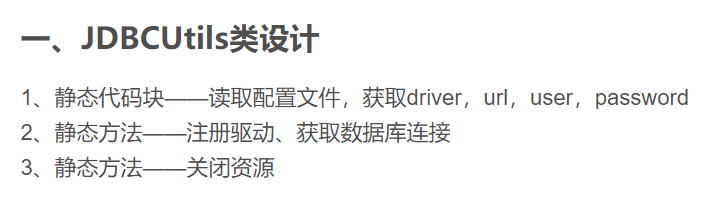 一、JDBCUtils类设计
1、静态代码块——读取配置文件，获取driver，url，user，password
2、静态方法——注册驱动、获取数据库连接
3、静态方法——关闭资源